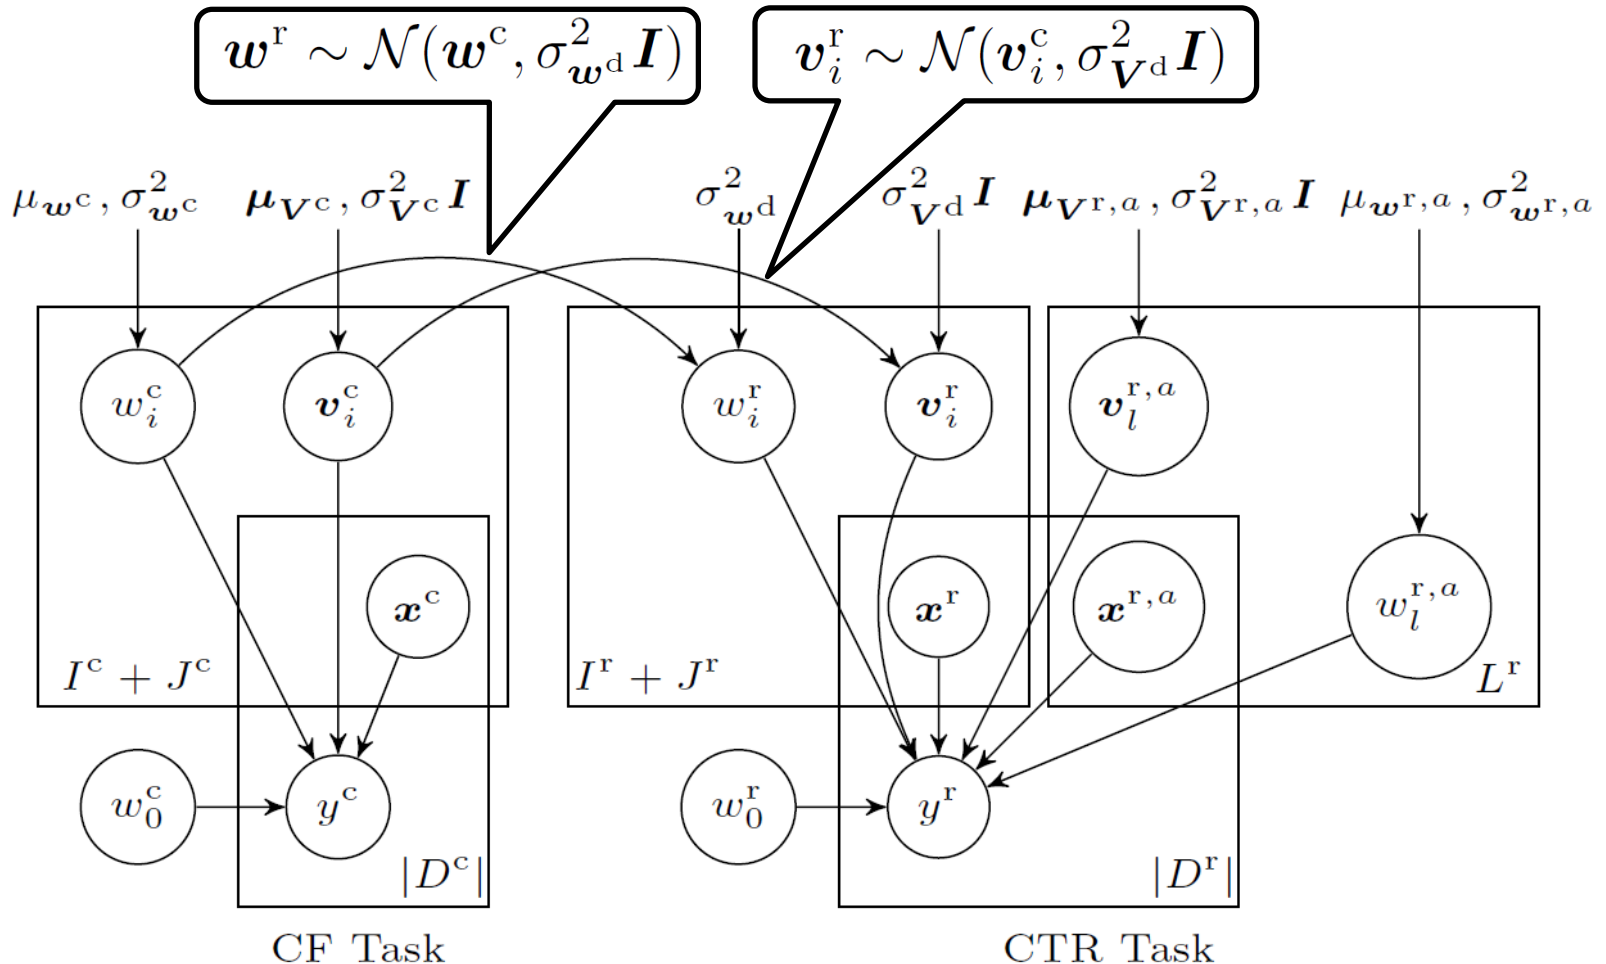 𝒘^r ∼ 𝒩(𝒘^c, σ²_{𝒘^d} 𝑰)
𝒗_i^r ∼ 𝒩(𝒗_i^c, σ²_{𝑽^d} 𝑰)
μ_{𝒘^c}, σ²_{𝒘^c}
𝝁_{𝑽^c}, σ²_{𝑽^c} 𝑰
σ²_{𝒘^d}
σ²_{𝑽^d} 𝑰
𝝁_{𝑽^{r,a}}, σ²_{𝑽^{r,a}} 𝑰
μ_{𝒘^{r,a}}, σ²_{𝒘^{r,a}}
w_i^c
𝒗_i^c
w_i^r
𝒗_i^r
𝒗_l^{r,a}
𝒙^c
𝒙^r
𝒙^{r,a}
w_l^{r,a}
I^c + J^c
I^r + J^r
L^r
w_0^c
y^c
w_0^r
y^r
|D^c|
|D^r|
CF Task
CTR Task